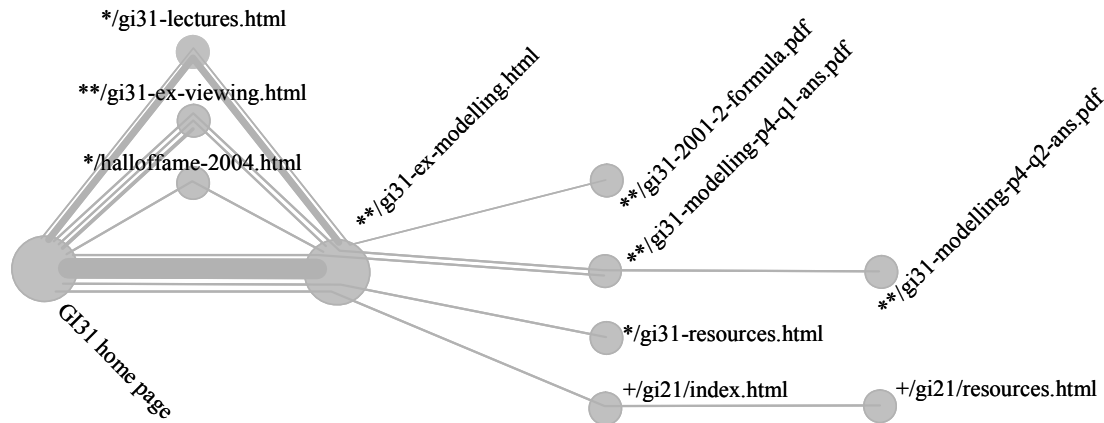 */gi31-lectures.html
**/gi31-ex-viewing.html
*/halloffame-2004.html
GI31 home page
**/gi31-ex-modelling.html
**/gi31-2001-2-formula.pdf
**/gi31-modelling-p4-q1-ans.pdf
**/gi31-modelling-p4-q2-ans.pdf
*/gi31-resources.html
+/gi21/index.html
+/gi21/resources.html